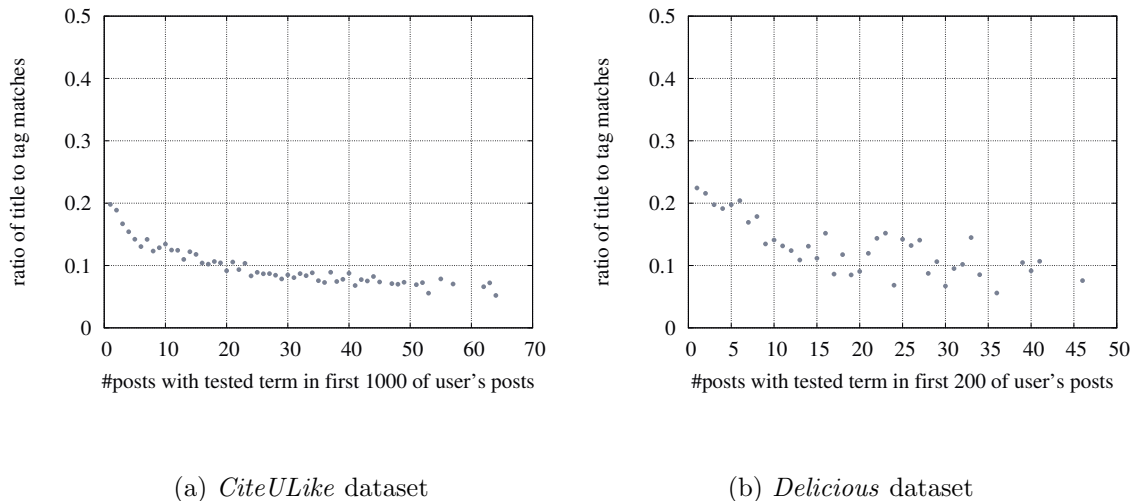 0.5
0.4
0.3
0.2
0.1
0
0 10 20 30 40 50 60 70
ratio of title to tag matches
#posts with tested term in first 1000 of user's posts
(a) CiteULike dataset
0.5
0.4
0.3
0.2
0.1
0
0 5 10 15 20 25 30 35 40 45 50
ratio of title to tag matches
#posts with tested term in first 200 of user's posts
(b) Delicious dataset